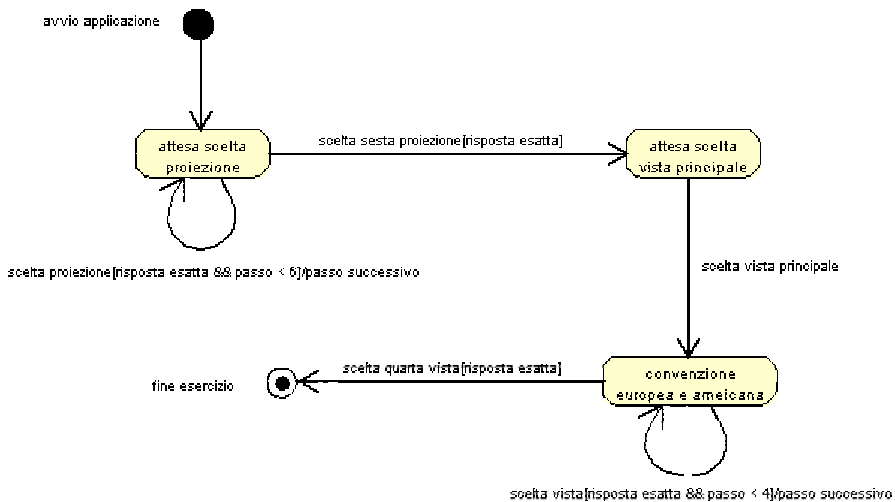 avvio applicazione
attesa scelta
proiezione
scelta sesta proiezione[risposta esatta]
attesa scelta
vista principale
scelta proiezione[risposta esatta && passo < 6]/passo successivo
scelta vista principale
scelta quarta vista[risposta esatta]
fine esercizio
convenzione
europea e ameicana
scelta vista[risposta esatta && passo < 4]/passo successivo